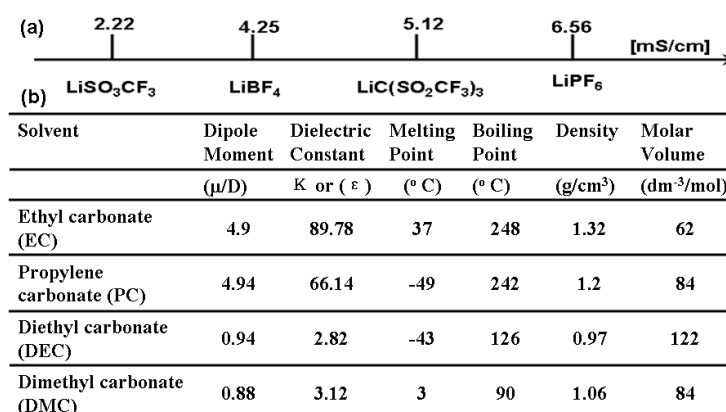 (a) 2.22 4.25 5.12 6.56 [mS/cm]
LiSO₃CF₃ LiBF₄ LiC(SO₂CF₃)₃ LiPF₆
(b)
Solvent Dipole Dielectric Melting Boiling Density Molar
Moment Constant Point Point Volume
(μ/D) K or ( ε ) (° C) (° C) (g/cm³) (dm⁻³/mol)
Ethyl carbonate
(EC) 4.9 89.78 37 248 1.32 62
Propylene
carbonate (PC) 4.94 66.14 -49 242 1.2 84
Diethyl carbonate
(DEC) 0.94 2.82 -43 126 0.97 122
Dimethyl carbonate
(DMC) 0.88 3.12 3 90 1.06 84